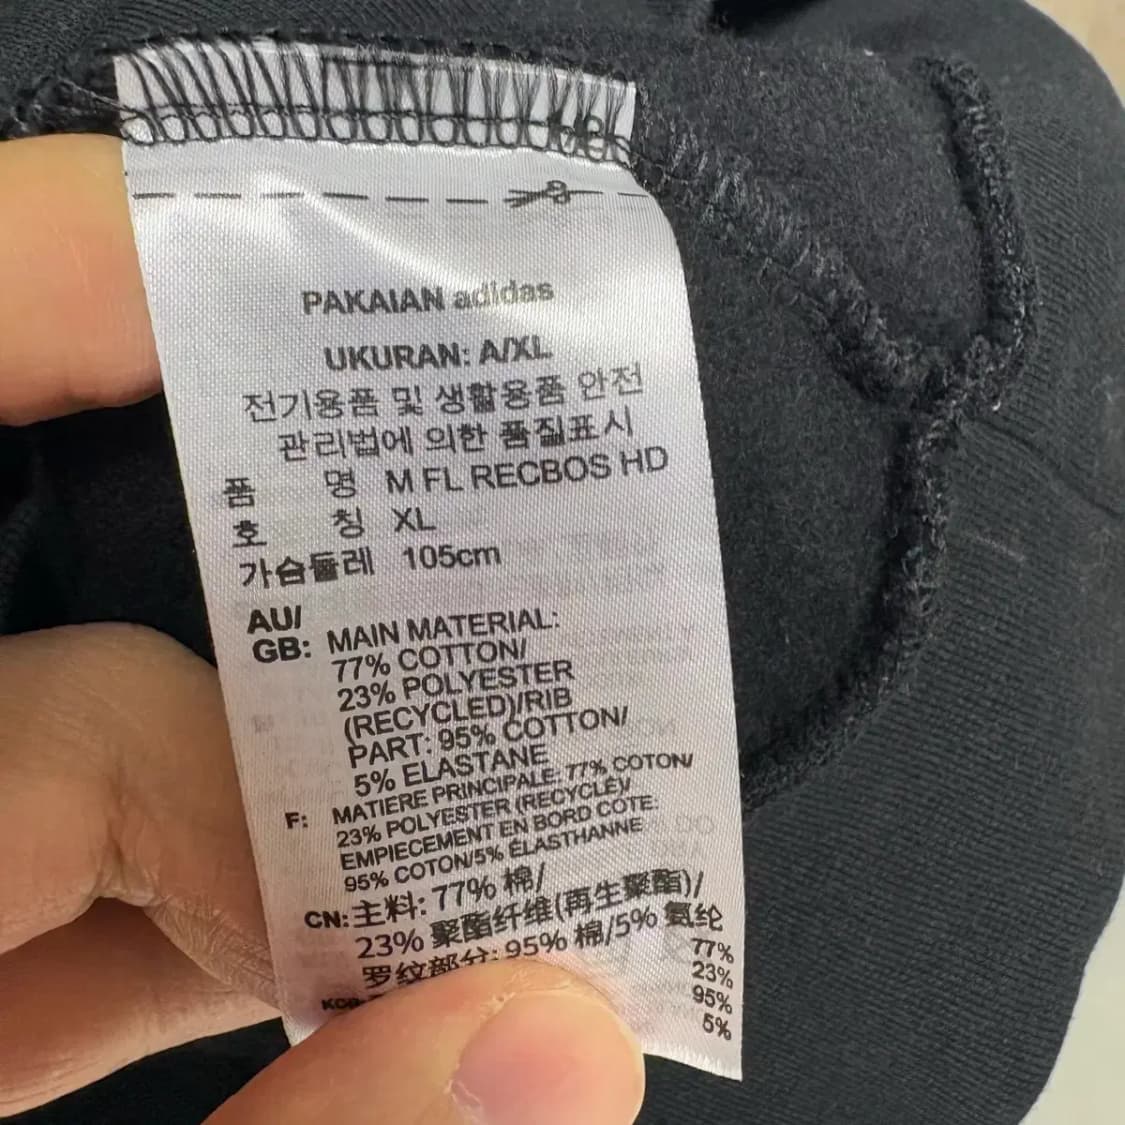 PAKAIAN adidas
UKURAN: A/XL
전기용품 및 생활용품 안전
관리법에 의한 품질표시
품 명 M FL RECBOS HD
호 칭 XL
가슴둘레 105cm
AU/
GB: MAIN MATERIAL:
77% COTTON/
23% POLYESTER
(RECYCLED)/RIB
PART: 95% COTTON/
5% ELASTANE
F: MATIERE PRINCIPALE: 77% COTON/
23% POLYESTER (RECYCLÉ)/
EMPIECEMENT EN BORD COTE:
95% COTON/5% ÉLASTHANNE
CN: 主料: 77% 棉/
23% 聚酯纤维(再生聚酯)/
罗纹部分: 95% 棉/5% 氨纶
77%
23%
95%
5%